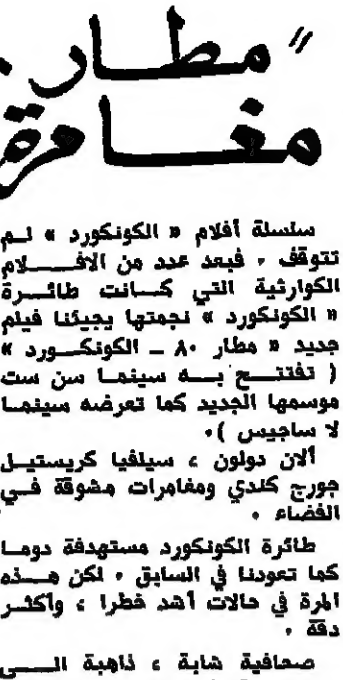 " مطار
مغامرة
سلسلة أفلام « الكونكورد » لم
تتوقف ، فبعد عدد من الافلام
الكوارثية التي كانت طائرة
« الكونكورد » نجمتها يجيئنا فيلم
جديد « مطار ٨٠ ــ الكونكورد »
( تفتتح به سينما سن ست
موسمها الجديد كما تعرضه سينما
لا ساجيس ) .
ألان دولون ، سيلفيا كريستيل
جورج كندي ومغامرات مشوقة في
الفضاء .
طائرة الكونكورد مستهدفة دوما
كما تعودنا في السابق . لكن هذه
المرة في حالات أشد خطرا ، وأكثر
دقة .
صحافية شابة ، ذاهبة الى